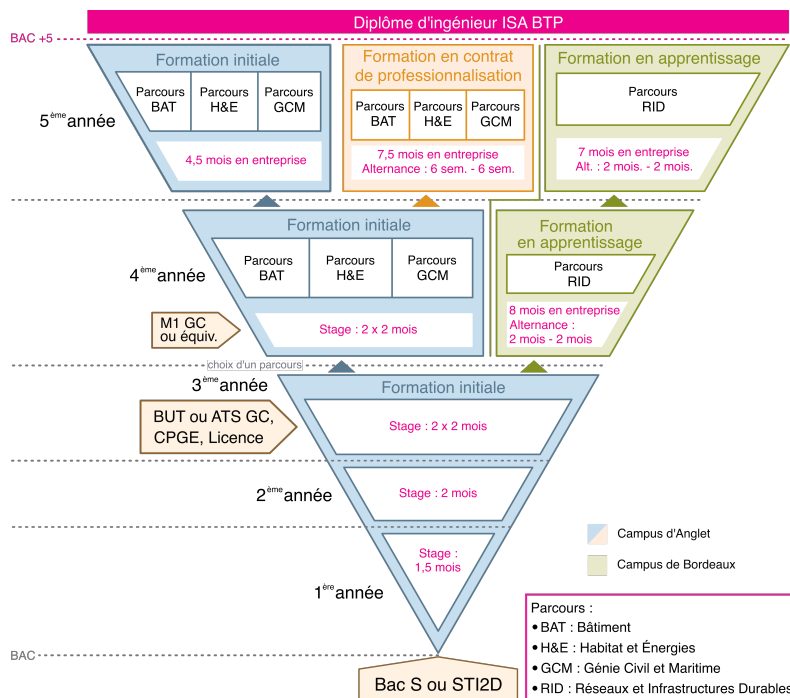 Diplôme d'ingénieur ISA BTP
BAC +5
Formation initiale
Parcours
BAT
Parcours
H&E
Parcours
GCM
4,5 mois en entreprise
Formation en contrat
de professionnalisation
Parcours
BAT
Parcours
H&E
Parcours
GCM
7,5 mois en entreprise
Alternance : 6 sem. - 6 sem.
Formation en apprentissage
Parcours
RID
7 mois en entreprise
Alt. : 2 mois. - 2 mois.
5ème année
Formation initiale
Parcours
BAT
Parcours
H&E
Parcours
GCM
Stage : 2 x 2 mois
Formation
en apprentissage
Parcours
RID
8 mois en entreprise
Alternance :
2 mois - 2 mois
4ème année
M1 GC
ou équiv.
choix d'un parcours
3ème année
Formation initiale
BUT ou ATS GC,
CPGE, Licence
Stage : 2 x 2 mois
2ème année
Stage : 2 mois
Stage :
1,5 mois
1ère année
Campus d'Anglet
Campus de Bordeaux
BAC
Bac S ou STI2D
Parcours :
• BAT : Bâtiment
• H&E : Habitat et Énergies
• GCM : Génie Civil et Maritime
• RID : Réseaux et Infrastructures Durables